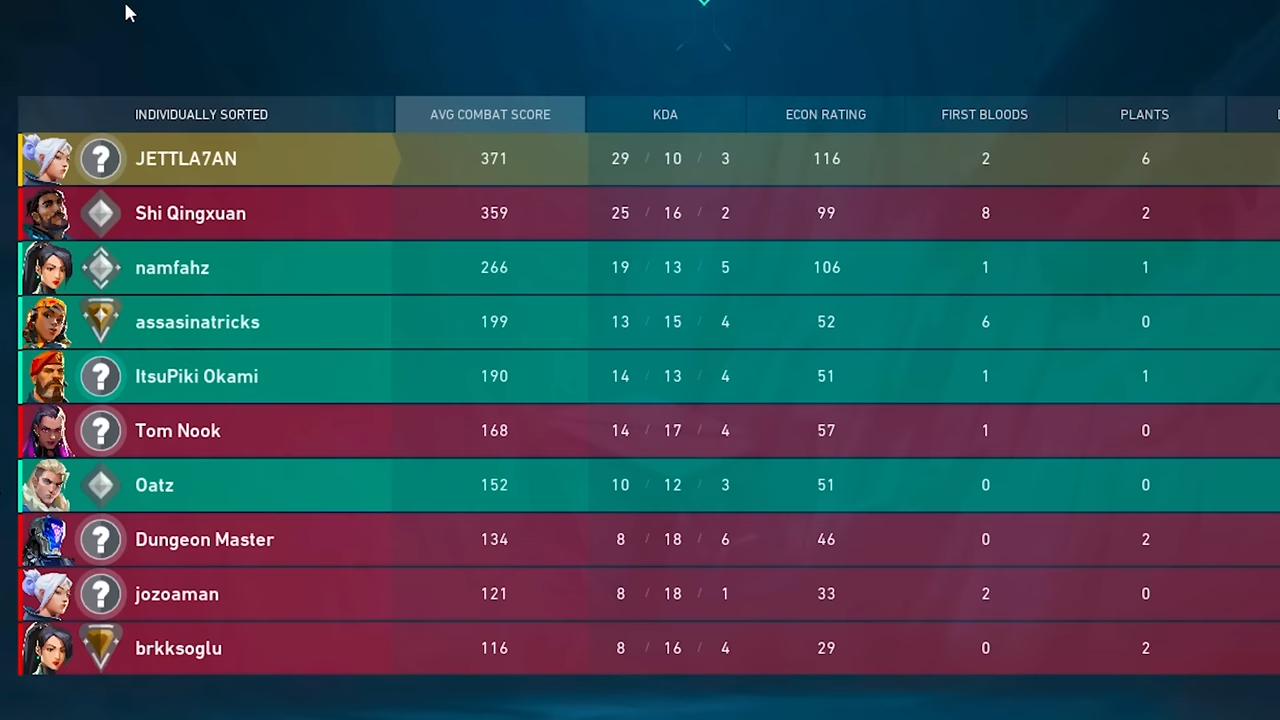 INDIVIDUALLY SORTED AVG COMBAT SCORE KDA ECON RATING FIRST BLOODS PLANTS
? JETTLA7AN 371 29 / 10 / 3 116 2 6
Shi Qingxuan 359 25 / 16 / 2 99 8 2
namfahz 266 19 / 13 / 5 106 1 1
assasinatricks 199 13 / 15 / 4 52 6 0
? ItsuPiki Okami 190 14 / 13 / 4 51 1 1
? Tom Nook 168 14 / 17 / 4 57 1 0
Oatz 152 10 / 12 / 3 51 0 0
? Dungeon Master 134 8 / 18 / 6 46 0 2
? jozoaman 121 8 / 18 / 1 33 2 0
brkksoglu 116 8 / 16 / 4 29 0 2